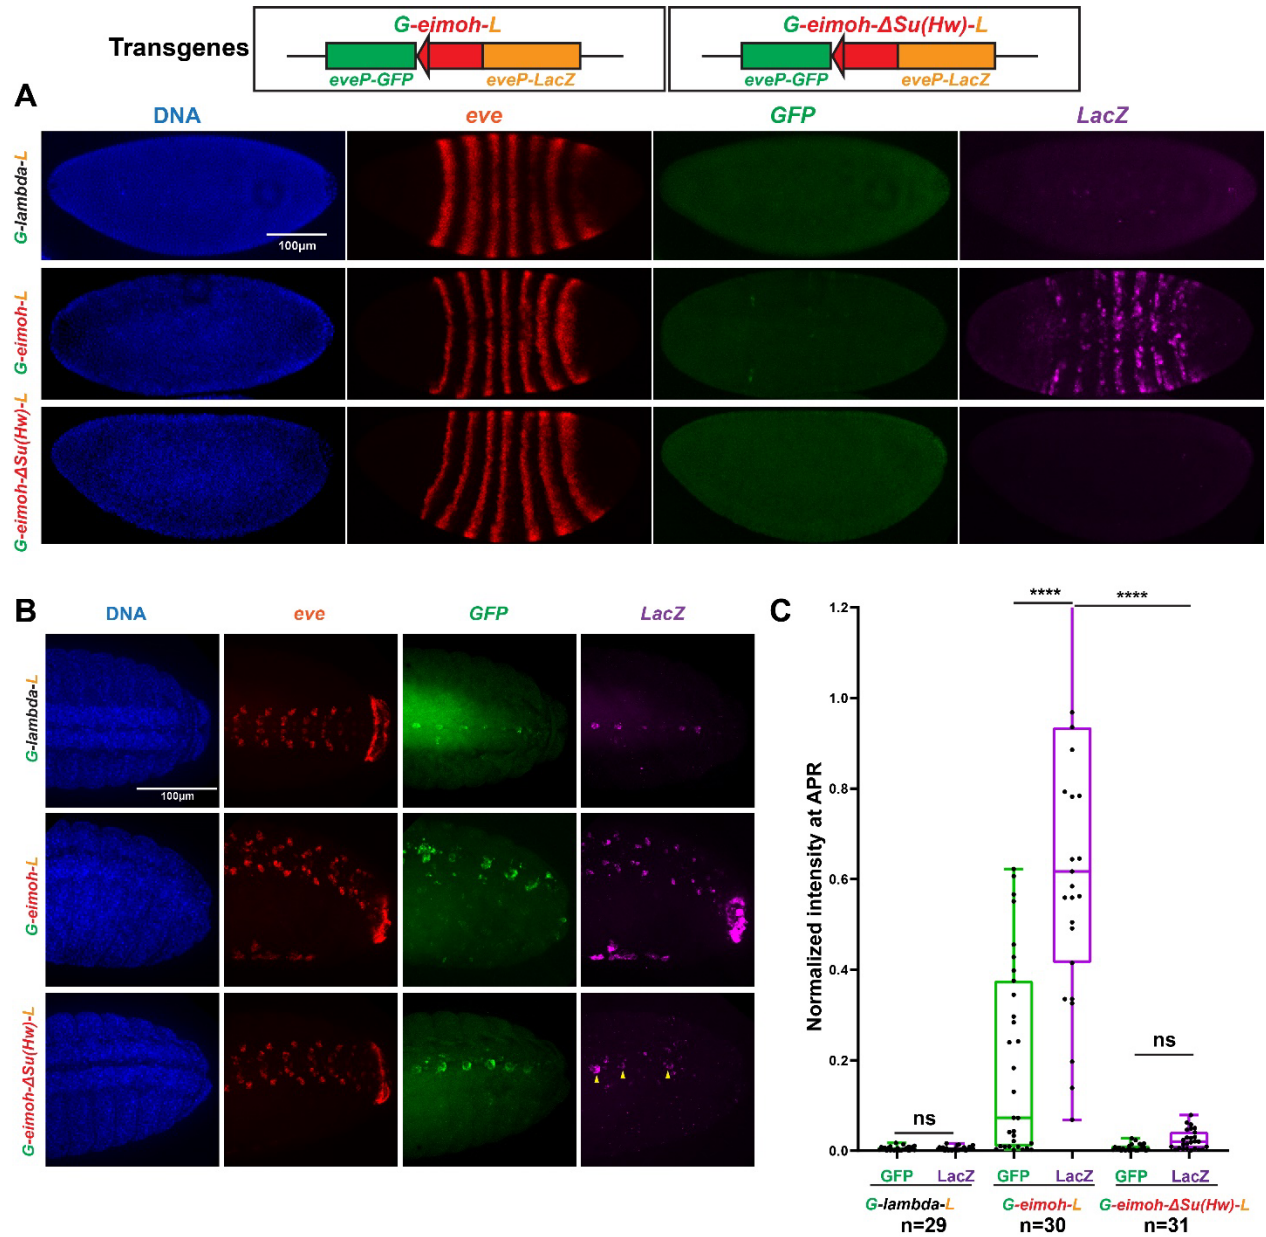 Transgenes
G-eimoh-L
eveP-GFP
eveP-LacZ
G-eimoh-ΔSu(Hw)-L
eveP-GFP
eveP-LacZ
A
DNA
eve
GFP
LacZ
G-lambda-L
100μm
G-eimoh-L
G-eimoh-ΔSu(Hw)-L
B
DNA
eve
GFP
LacZ
G-lambda-L
100μm
G-eimoh-L
G-eimoh-ΔSu(Hw)-L
C
Normalized intensity at APR
1.2
1.0
0.8
0.6
0.4
0.2
0.0
****
****
ns
ns
GFP
LacZ
GFP
LacZ
GFP
LacZ
G-lambda-L
G-eimoh-L
G-eimoh-ΔSu(Hw)-L
n=29
n=30
n=31